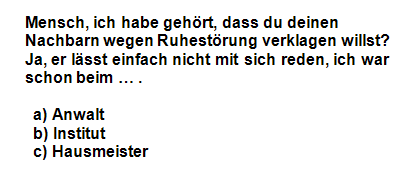 Mensch, ich habe gehört, dass du deinen
Nachbarn wegen Ruhestörung verklagen willst?
Ja, er lässt einfach nicht mit sich reden, ich war
schon beim ... .
a) Anwalt
b) Institut
c) Hausmeister